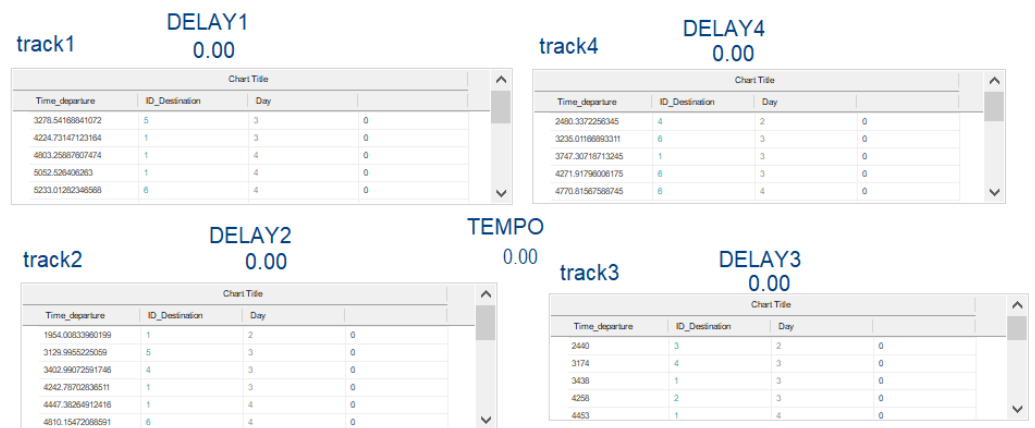 DELAY1
track1
0.00
Chart Title
Time_departure ID_Destination Day
3278.54168841072 5 3 0
4224.73147123164 1 3 0
4803.25887607474 1 4 0
5052.526406263 1 4 0
5233.01282346568 6 4 0
DELAY4
track4
0.00
Chart Title
Time_departure ID_Destination Day
2480.3372256345 4 2 0
3235.01166893311 6 3 0
3747.30718713245 1 3 0
4271.91796006175 6 3 0
4770.81567588745 6 4 0
DELAY2
track2
0.00
Chart Title
Time_departure ID_Destination Day
1954.00833960199 1 2 0
3129.9955225059 5 3 0
3402.99072591746 4 3 0
4242.78702836511 1 3 0
4447.38264912416 1 4 0
4810.15472088591 6 4 0
TEMPO
0.00
DELAY3
track3
0.00
Chart Title
Time_departure ID_Destination Day
2440 3 2 0
3174 4 3 0
3438 1 3 0
4258 2 3 0
4453 1 4 0